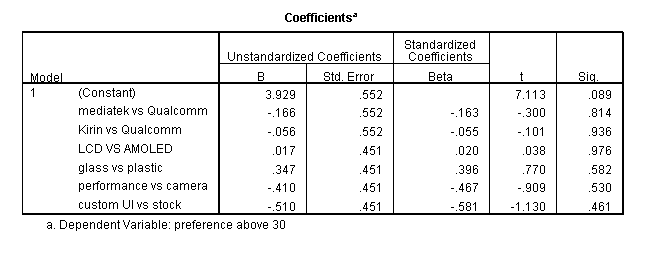 Coefficientsa
Unstandardized Coefficients Standardized Coefficients
Model B Std. Error Beta t Sig.
1 (Constant) 3.929 .552 7.113 .089
mediatek vs Qualcomm -.166 .552 -.163 -.300 .814
Kirin vs Qualcomm -.056 .552 -.055 -.101 .936
LCD VS AMOLED .017 .451 .020 .038 .976
glass vs plastic .347 .451 .396 .770 .582
performance vs camera -.410 .451 -.467 -.909 .530
custom UI vs stock -.510 .451 -.581 -1.130 .461
a. Dependent Variable: preference above 30